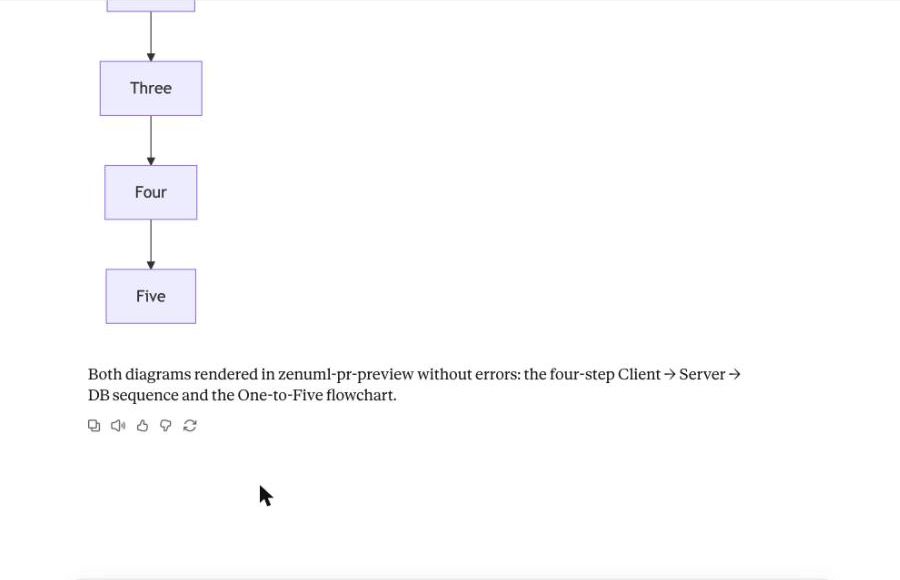 Three
Four
Five
Both diagrams rendered in zenuml-pr-preview without errors: the four-step Client → Server →
DB sequence and the One-to-Five flowchart.